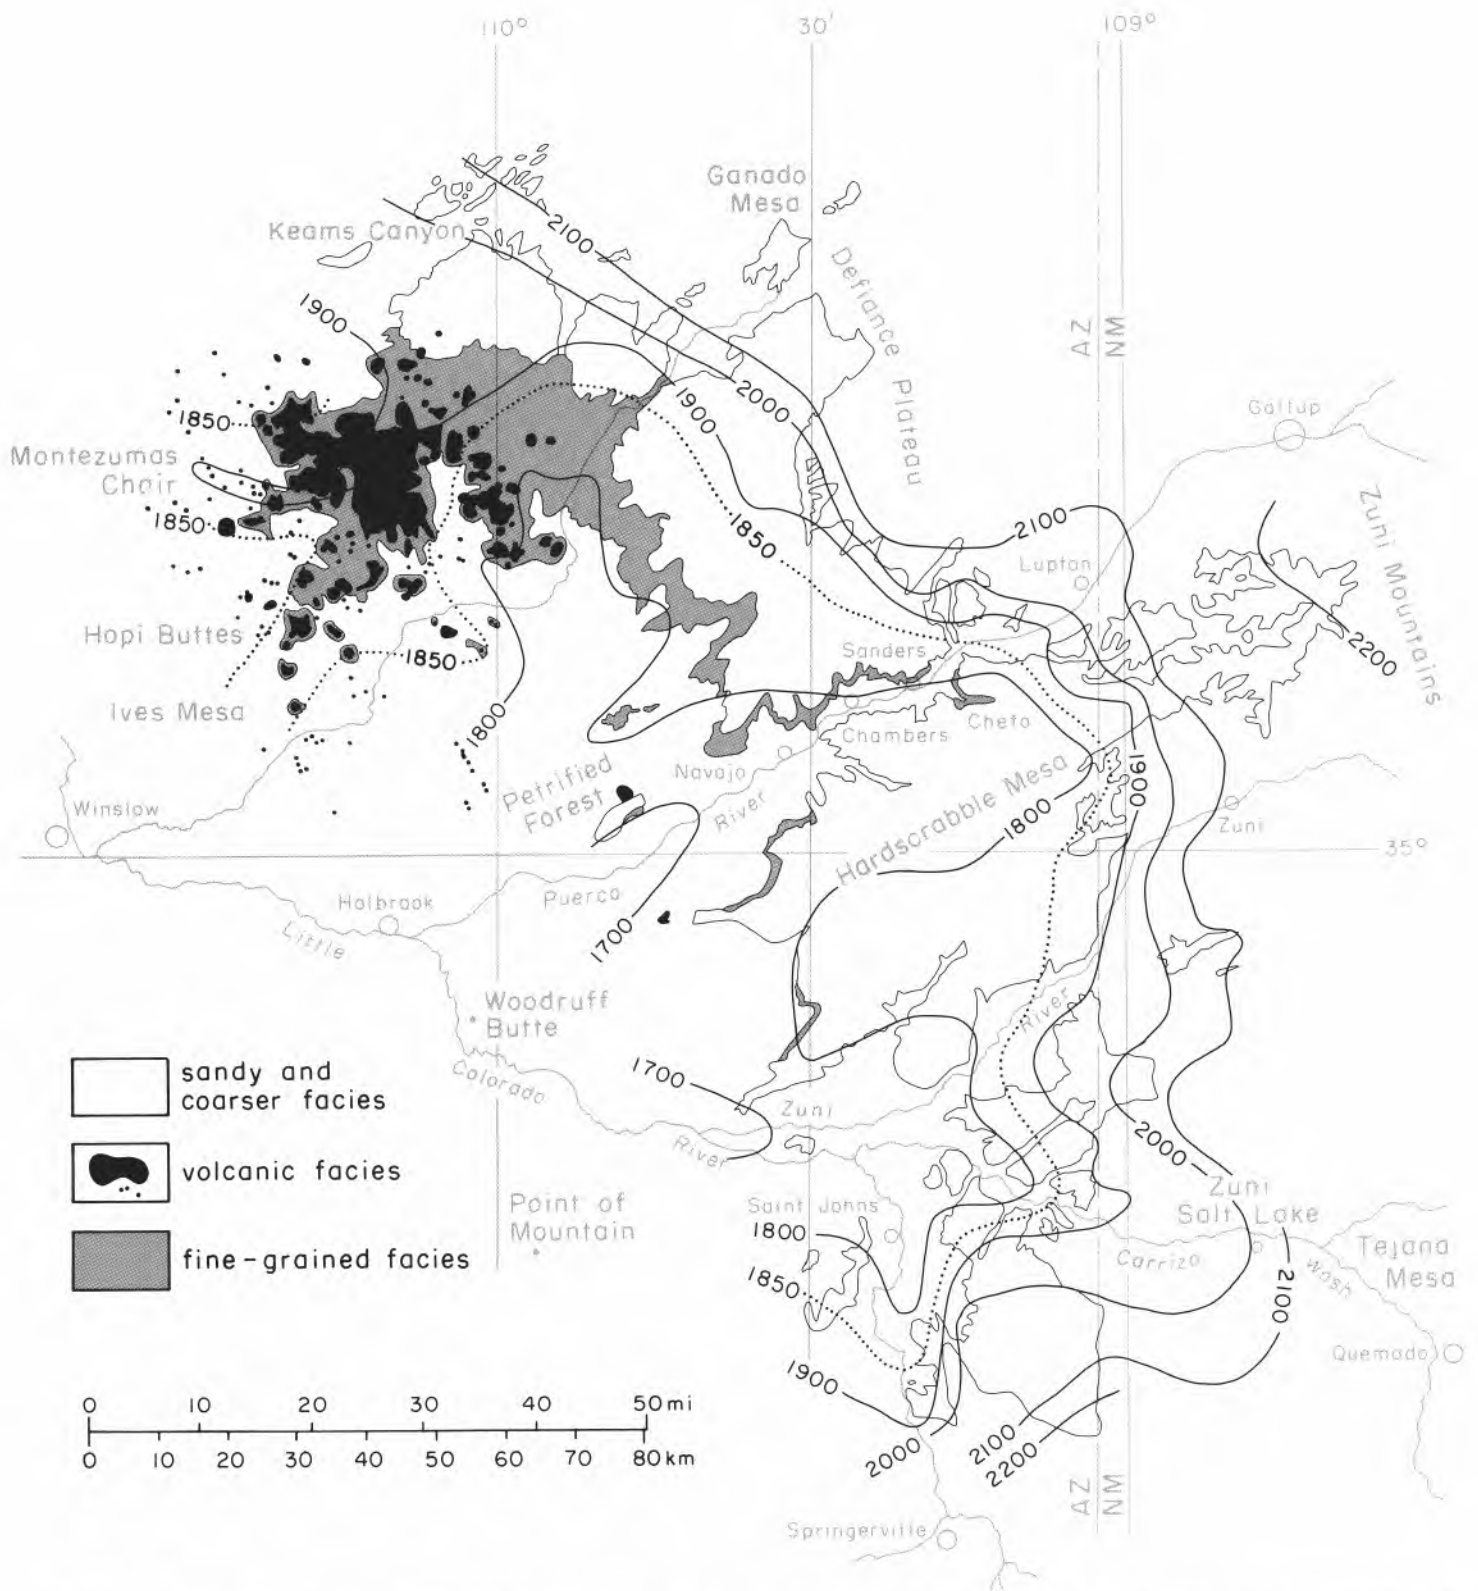 110°
30'
109°
Ganado
Mesa
Keams Canyon
2100
Defiance Plateau
1900
AZ
NM
2000
1900
Gallup
1850
Montezumas
Chair
1850
1850
2100
Zuni Mountains
Lupton
Hopi Buttes
1850
Sanders
2200
Ives Mesa
1800
Chambers
Cheto
Navajo
Petrified
Forest
River
Hardscrabble Mesa
1800
1900
Winslow
Zuni
35°
Puerco
Holbrook
Little
1700
Woodruff
Butte
River
sandy and
coarser facies
Colorado
1700
Zuni
River
2000
volcanic facies
Zuni
Salt Lake
Point of
Mountain
Saint Johns
1800
Carrizo
Wash
Tejana
Mesa
fine-grained facies
1850
2100
Quemado
1900
0 10 20 30 40 50 mi
0 10 20 30 40 50 60 70 80 km
2000
2100
2200
AZ
NM
Springerville